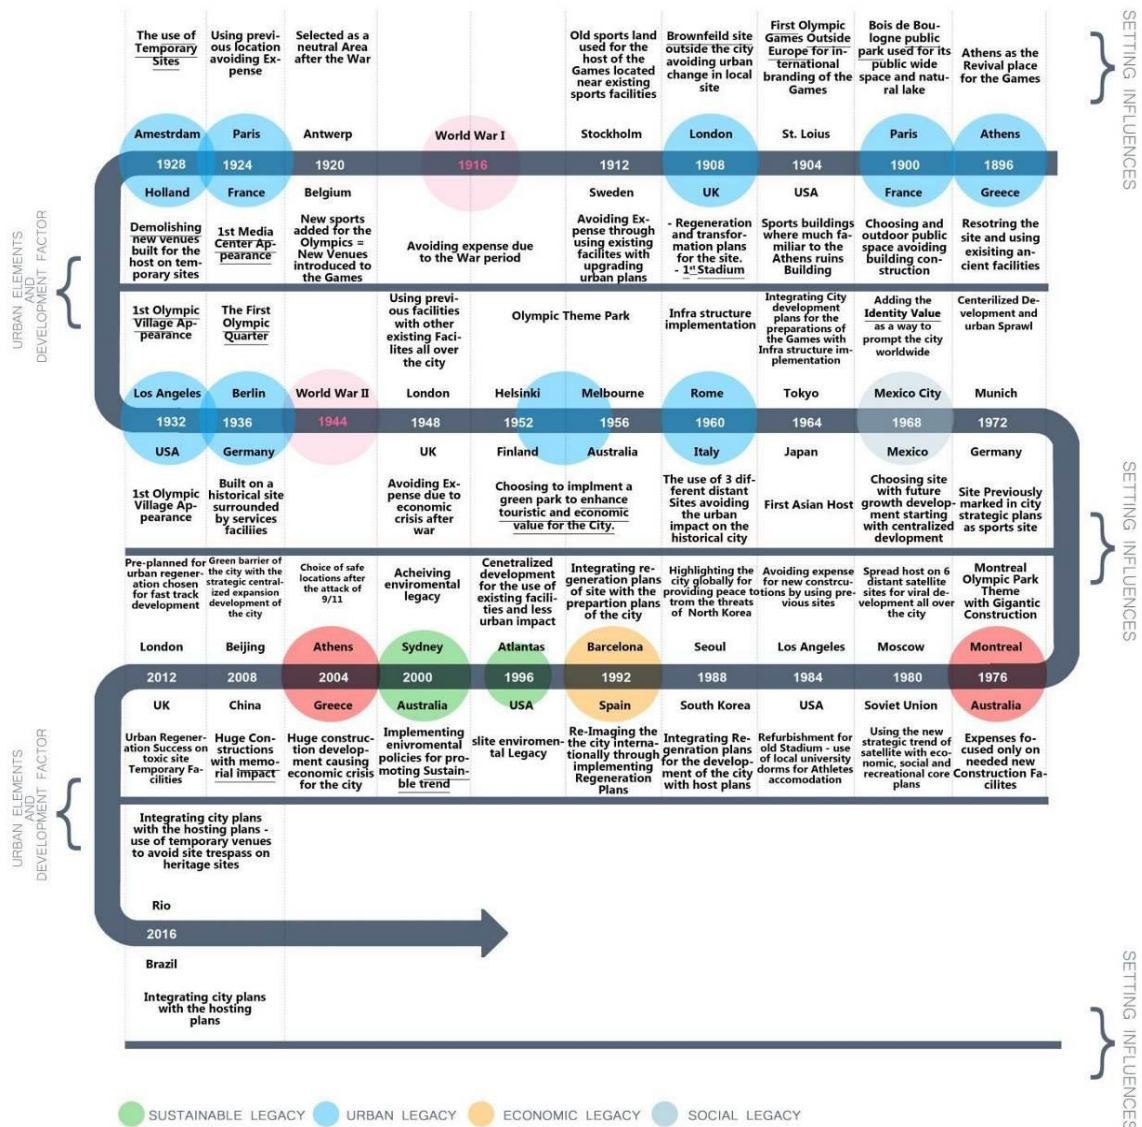 The use of
Temporary
Sites
Using previ-
ous location
avoiding Ex-
pense
Selected as a
neutral Area
after the War
Old sports land
used for the
host of the
Games located
near existing
sports facilities
Brownfeild site
outside the city
avoiding urban
change in local
site
First Olympic
Games Outside
Europe for in-
ternational
branding of the
Games
Bois de Bou-
logne public
park used for its
public wide
space and natu-
ral lake
Athens as the
Revival place
for the Games
SETTING INFLUENCES
Amestrdam
Paris
Antwerp
World War I
Stockholm
London
St. Loius
Paris
Athens
1928
1924
1920
1916
1912
1908
1904
1900
1896
Holland
France
Belgium
Sweden
UK
USA
France
Greece
Demolishing
new venues
built for the
host on tem-
porary sites
1st Media
Center Ap-
pearance
New sports
added for the
Olympics =
New Venues
introduced to
the Games
Avoiding expense due
to the War period
Avoiding Ex-
pense through
using existing
facilites with
upgrading ur-
ban plans
- Regeneration
and transfor-
mation plans
for the site.
- 1st Stadium
Sports buildings
where much fa-
miliar to the
Athens ruins
Building
Choosing and
outdoor public
space avoiding
building con-
struction
Resotring the
site and using
exisiting an-
cient facilities
URBAN ELEMENTS
AND
DEVELOPMENT FACTOR
1st Olympic
Village Ap-
pearance
The First
Olympic
Quarter
Using previ-
ous facilities
with other
existing Faci-
lites all over
the city
Olympic Theme Park
Infra structure
implementation
Integrating City
development
plans for the
preparations of
the Games with
Infra structure im-
plementation
Adding the
Identity Value
as a way to
prompt the city
worldwide
Centerilized De-
velopment and
urban Sprawl
Los Angeles
Berlin
World War II
London
Helsinki
Melbourne
Rome
Tokyo
Mexico City
Munich
1932
1936
1944
1948
1952
1956
1960
1964
1968
1972
USA
Germany
UK
Finland
Australia
Italy
Japan
Mexico
Germany
1st Olympic
Village Ap-
pearance
Built on a
historical site
surrounded
by services
faciliies
Avoiding Ex-
pense due to
economic
crisis after
war
Choosing to implment a
green park to enhance
touristic and economic
value for the City.
The use of 3 dif-
ferent distant
Sites avoiding
the urban
impact on the
historical city
First Asian Host
Choosing site
with future
growth develop-
ment starting
with centralized
devlopment
Site Previously
marked in city
strategic plans
as sports site
SETTING INFLUENCES
Pre-planned for
urban regener-
ation chosen
for fast track
development
Green barrier of
the city with the
strategic central-
ized expansion
development of
the city
Choice of safe
locations after
the attack of
9/11
Acheiving
enviromental
legacy
Cenetralized
development
for the use of
existing facili-
ties and less
urban impact
Integrating re-
generation plans
of site with the
prepartion plans
of the city
Highlighting the
city globally for
providing peace to
trom the threats
of North Korea
Avoiding expense
for new constrcu-
tions by using pre-
vious sites
Spread host on 6
distant satellite
sites for viral de-
velopment all over
the city
Montreal
Olympic Park
Theme
with Gigantic
Construction
London
Beijing
Athens
Sydney
Atlantas
Barcelona
Seoul
Los Angeles
Moscow
Montreal
2012
2008
2004
2000
1996
1992
1988
1984
1980
1976
UK
China
Greece
Australia
USA
Spain
South Korea
USA
Soviet Union
Australia
Urban Regener-
ation Success on
toxic site
Temporary Fa-
cilities
Huge Con-
structions
with memo-
rial impact
Huge construc-
tion develop-
ment causing
economic crisis
for the city
Implementing
enviromental
policies for pro-
moting Sustain-
ble trend
slite enviromen-
tal Legacy
Re-Imaging the
the city interna-
tionally through
implementing
Regeneration
Plans
Integrating Re-
genration plans
for the develop-
ment of the city
with host plans
Refurbishment for
old Stadium - use
of local university
dorms for Athletes
accomodation
Using the new
strategic trend of
satellite with eco-
nomic, social and
recreational core
plans
Expenses fo-
cused only on
needed new
Construction Fa-
cilites
URBAN ELEMENTS
AND
DEVELOPMENT FACTOR
Integrating city plans
with the hosting plans -
use of temporary venues
to avoid site trespass on
heritage sites
Rio
2016
Brazil
Integrating city plans
with the hosting
plans
SETTING INFLUENCES
SUSTAINABLE LEGACY
URBAN LEGACY
ECONOMIC LEGACY
SOCIAL LEGACY